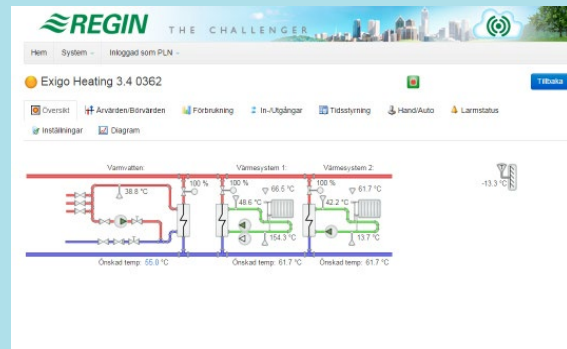 REGIN THE CHALLENGER
Hem System Inloggad som PLN
Exigo Heating 3.4 0362 Tillbaka
Översikt Ärvärden/Börvärden Förbrukning In-/Utgångar Tidsstyrning Hand/Auto Larmstatus
Inställningar Diagram
Varmvatten: Värmesystem 1: Värmesystem 2:
100 % 100 % 100 %
38.8 °C 66.5 °C 61.7 °C -13.3 °C
48.6 °C 42.2 °C
154.3 °C 13.7 °C
Önskad temp: 55.0 °C Önskad temp: 61.7 °C Önskad temp: 61.7 °C